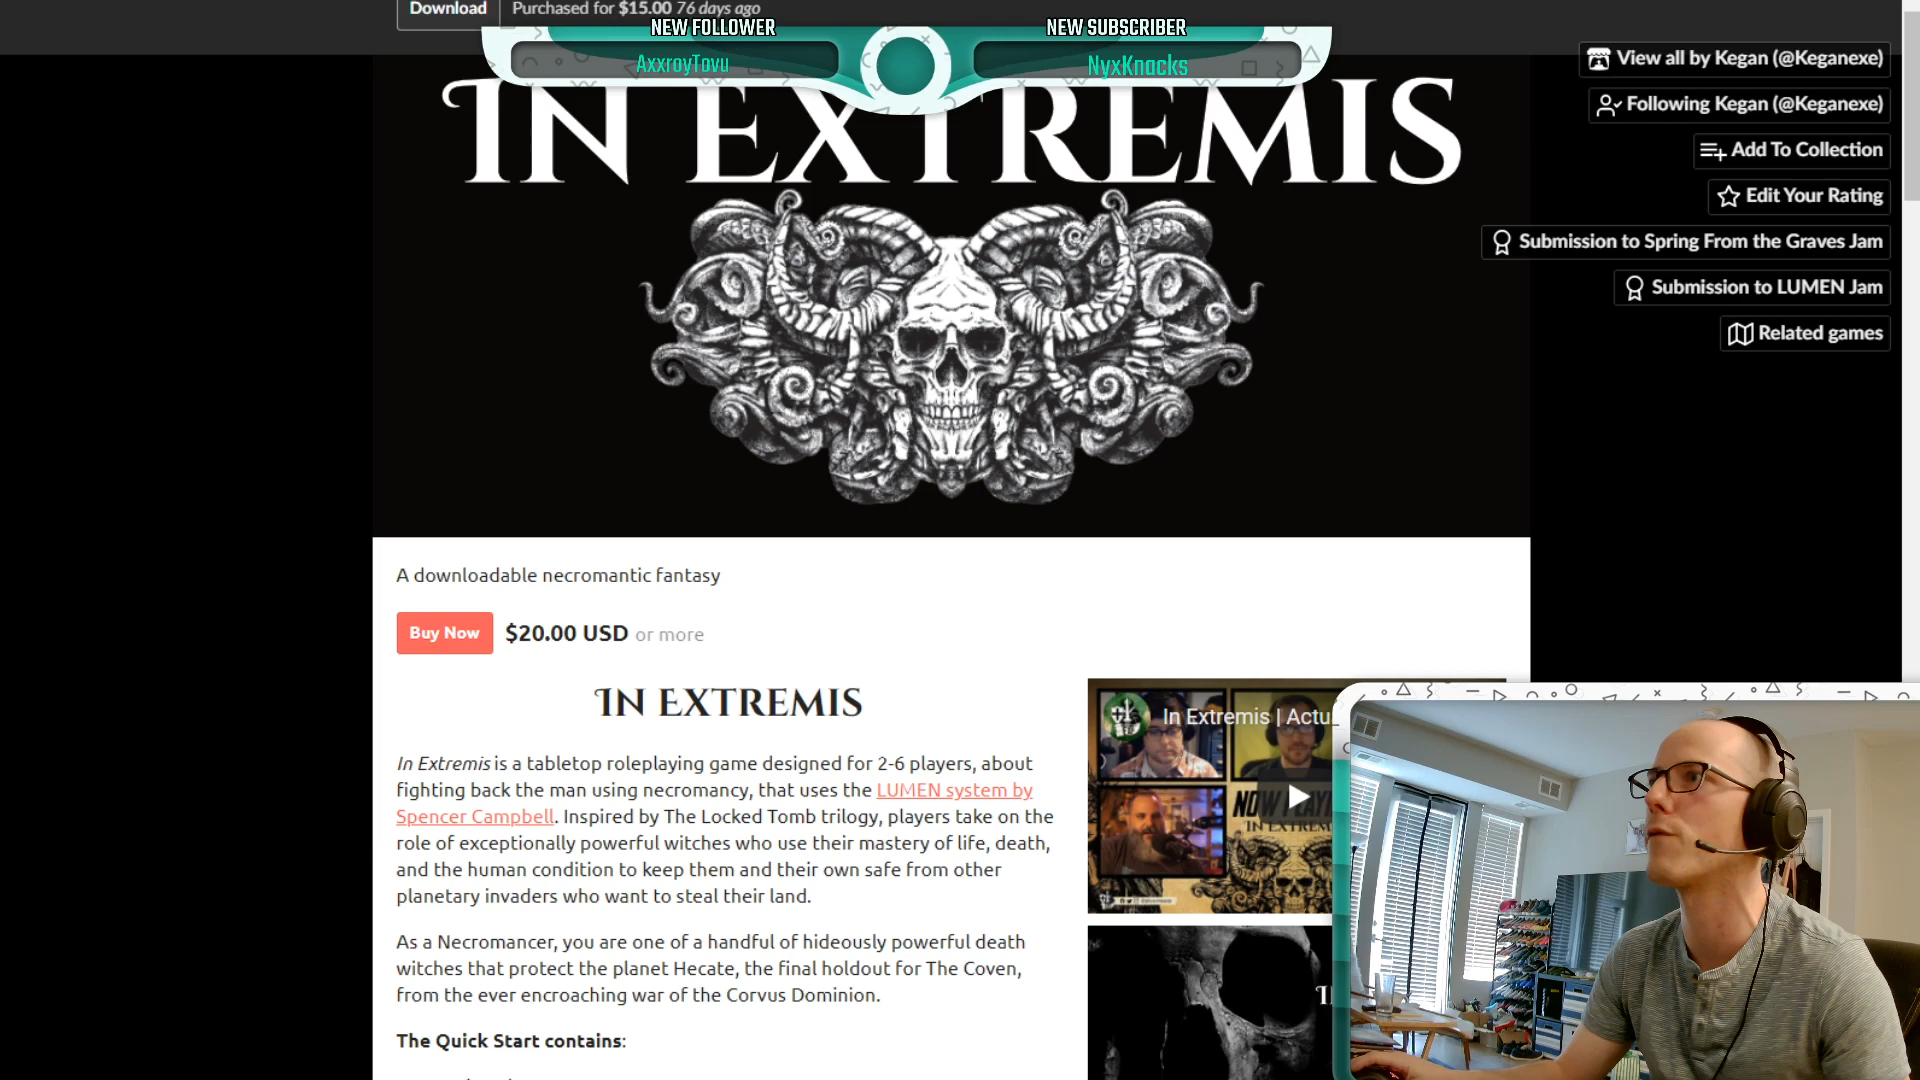 Download
Purchased for $15.00 76 days ago
NEW FOLLOWER
NEW SUBSCRIBER
AxxroyTovu
NyxKnacks
IN EXTREMIS
View all by Kegan (@Keganexe)
Following Kegan (@Keganexe)
Add To Collection
Edit Your Rating
Submission to Spring From the Graves Jam
Submission to LUMEN Jam
Related games
A downloadable necromantic fantasy
Buy Now
$20.00 USD or more
IN EXTREMIS
In Extremis is a tabletop roleplaying game designed for 2-6 players, about
fighting back the man using necromancy, that uses the LUMEN system by
Spencer Campbell. Inspired by The Locked Tomb trilogy, players take on the
role of exceptionally powerful witches who use their mastery of life, death,
and the human condition to keep them and their own safe from other
planetary invaders who want to steal their land.
As a Necromancer, you are one of a handful of hideously powerful death
witches that protect the planet Hecate, the final holdout for The Coven,
from the ever encroaching war of the Corvus Dominion.
The Quick Start contains:
In Extremis | Actu
NOW PLAY
IN EXTREM